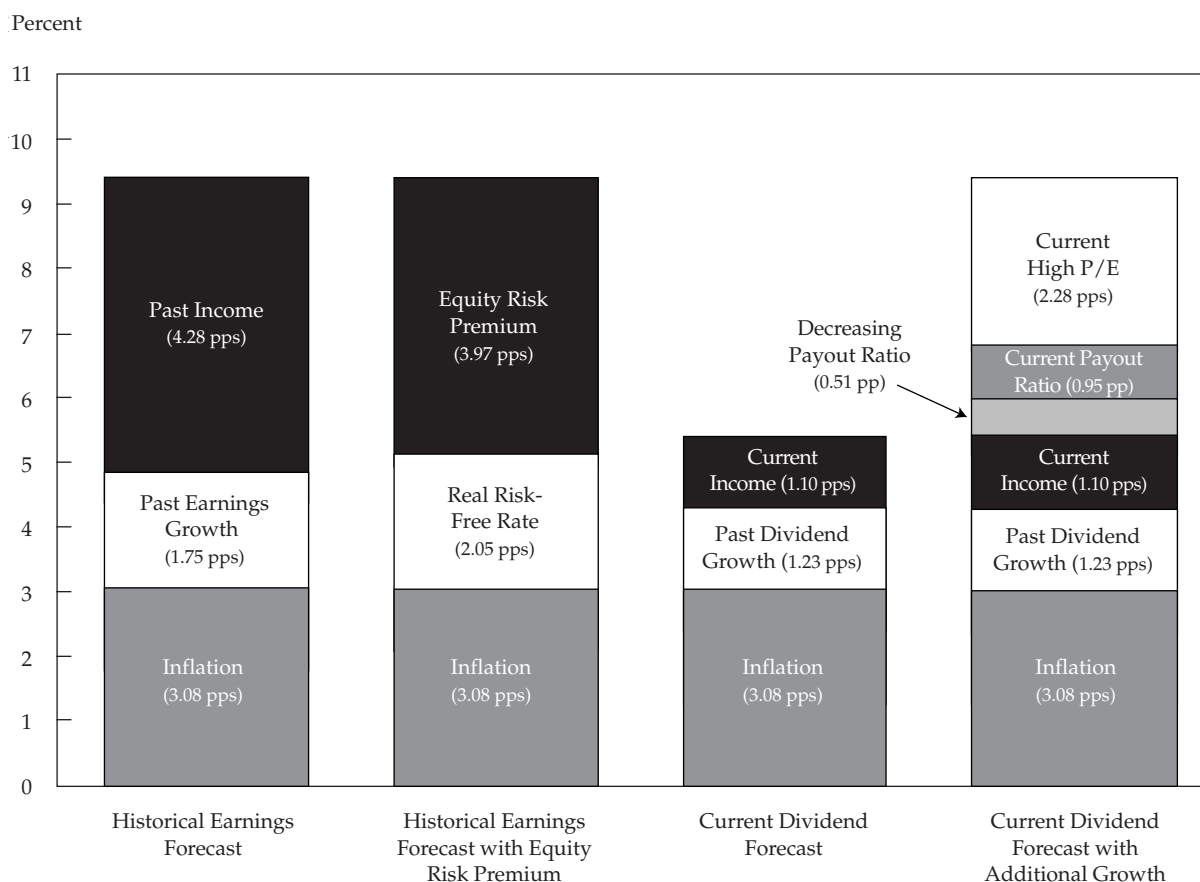 Percent
11
10
9
8
7
6
5
4
3
2
1
0
Past Income
(4.28 pps)
Past Earnings
Growth
(1.75 pps)
Inflation
(3.08 pps)
Historical Earnings
Forecast
Equity Risk
Premium
(3.97 pps)
Real Risk-
Free Rate
(2.05 pps)
Inflation
(3.08 pps)
Historical Earnings
Forecast with Equity
Risk Premium
Current
Income (1.10 pps)
Past Dividend
Growth (1.23 pps)
Inflation
(3.08 pps)
Current Dividend
Forecast
Decreasing
Payout Ratio
(0.51 pp)
Current
High P/E
(2.28 pps)
Current Payout
Ratio (0.95 pp)
Current
Income (1.10 pps)
Past Dividend
Growth (1.23 pps)
Inflation
(3.08 pps)
Current Dividend
Forecast with
Additional Growth